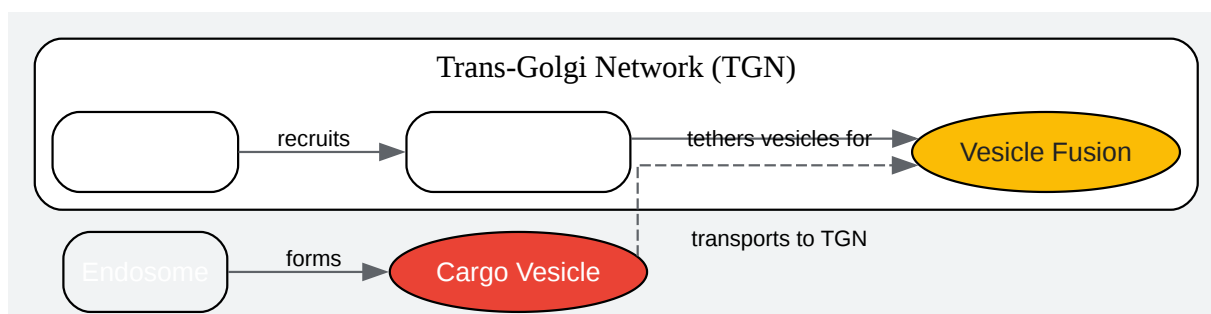 Trans-Golgi Network (TGN)
recruits
tethers vesicles for
Vesicle Fusion
transports to TGN
Endosome
forms
Cargo Vesicle